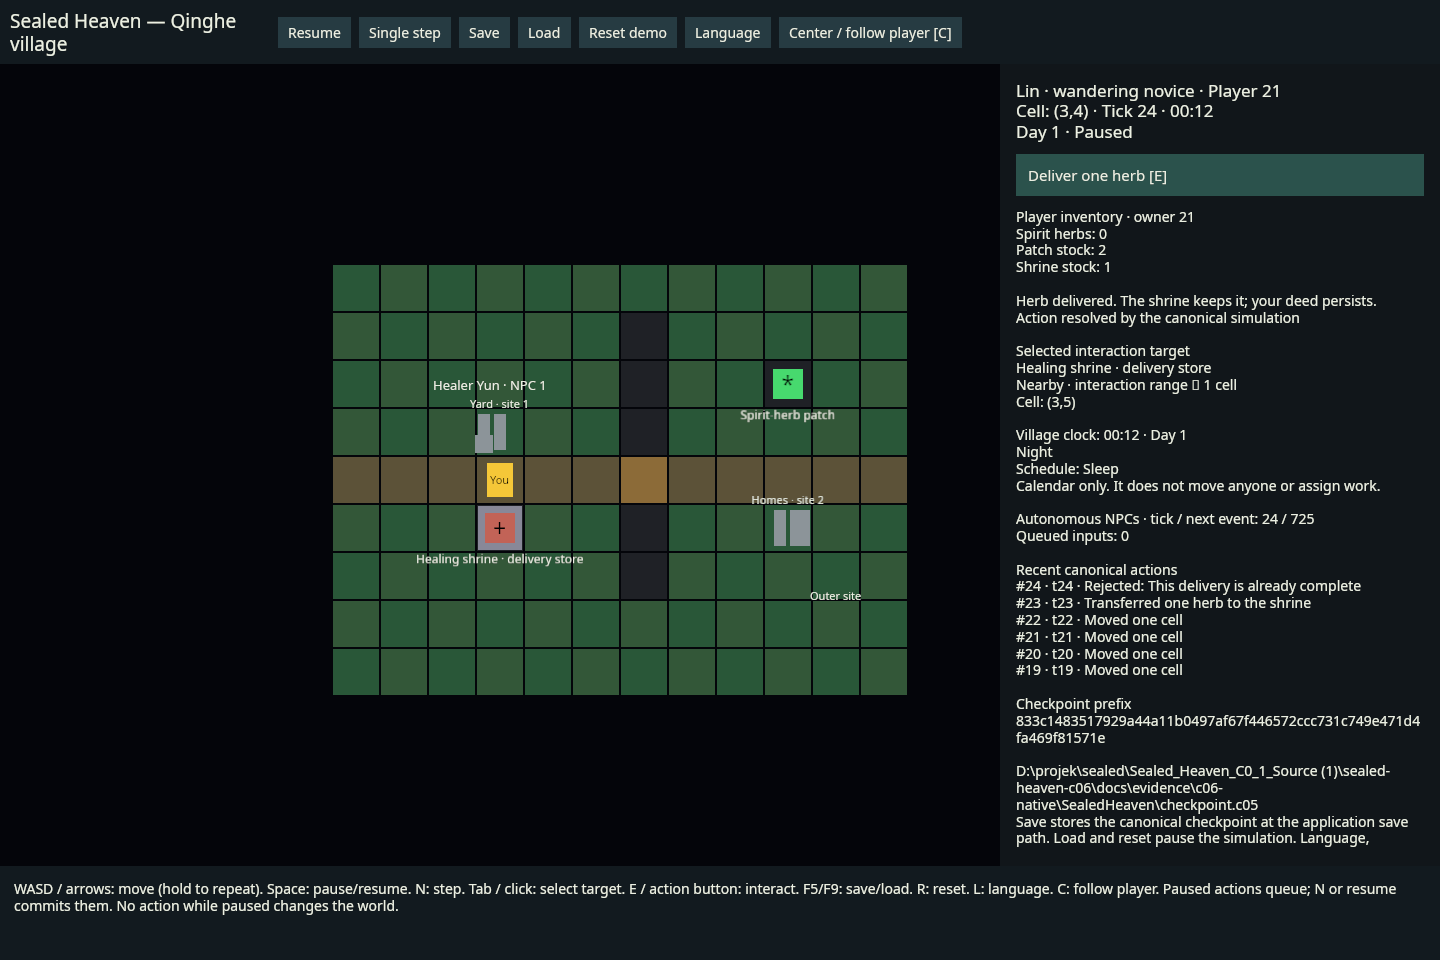 Sealed Heaven — Qinghe
village
Resume
Single step
Save
Load
Reset demo
Language
Center / follow player [C]
Healer Yun · NPC 1
Yard · site 1
*
Spirit herb patch
You
Homes · site 2
+
Healing shrine · delivery store
Outer site
Lin · wandering novice · Player 21
Cell: (3,4) · Tick 24 · 00:12
Day 1 · Paused
Deliver one herb [E]
Player inventory · owner 21
Spirit herbs: 0
Patch stock: 2
Shrine stock: 1
Herb delivered. The shrine keeps it; your deed persists.
Action resolved by the canonical simulation
Selected interaction target
Healing shrine · delivery store
Nearby · interaction range ▯ 1 cell
Cell: (3,5)
Village clock: 00:12 · Day 1
Night
Schedule: Sleep
Calendar only. It does not move anyone or assign work.
Autonomous NPCs · tick / next event: 24 / 725
Queued inputs: 0
Recent canonical actions
#24 · t24 · Rejected: This delivery is already complete
#23 · t23 · Transferred one herb to the shrine
#22 · t22 · Moved one cell
#21 · t21 · Moved one cell
#20 · t20 · Moved one cell
#19 · t19 · Moved one cell
Checkpoint prefix
833c1483517929a44a11b0497af67f446572ccc731c749e471d4
fa469f81571e
D:\projek\sealed\Sealed_Heaven_C0_1_Source (1)\sealed-
heaven-c06\docs\evidence\c06-
native\SealedHeaven\checkpoint.c05
Save stores the canonical checkpoint at the application save
path. Load and reset pause the simulation. Language,
WASD / arrows: move (hold to repeat). Space: pause/resume. N: step. Tab / click: select target. E / action button: interact. F5/F9: save/load. R: reset. L: language. C: follow player. Paused actions queue; N or resume
commits them. No action while paused changes the world.